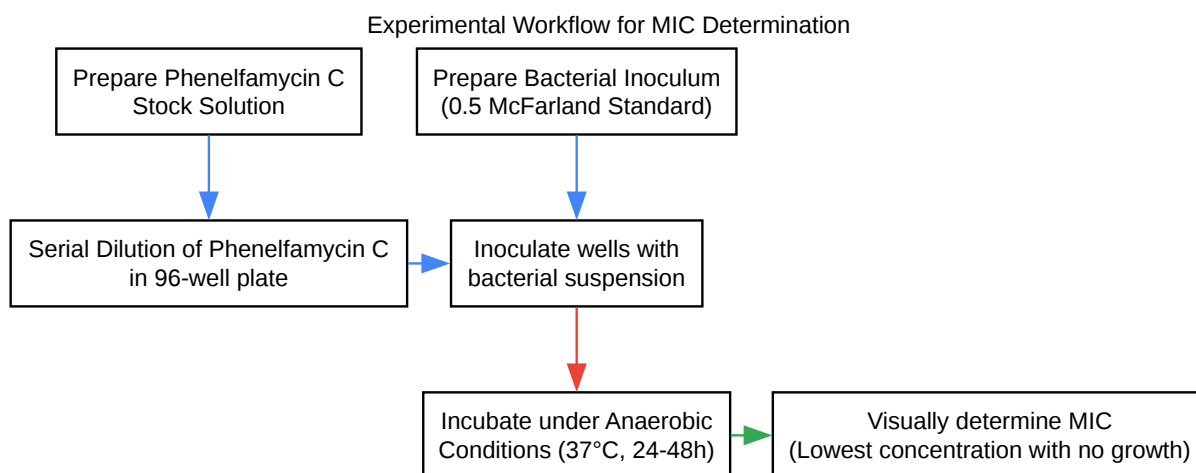 Experimental Workflow for MIC Determination
Prepare Phenelfamycin C
Stock Solution
Prepare Bacterial Inoculum
(0.5 McFarland Standard)
Serial Dilution of Phenelfamycin C
in 96-well plate
Inoculate wells with
bacterial suspension
Incubate under Anaerobic
Conditions (37°C, 24-48h)
Visually determine MIC
(Lowest concentration with no growth)